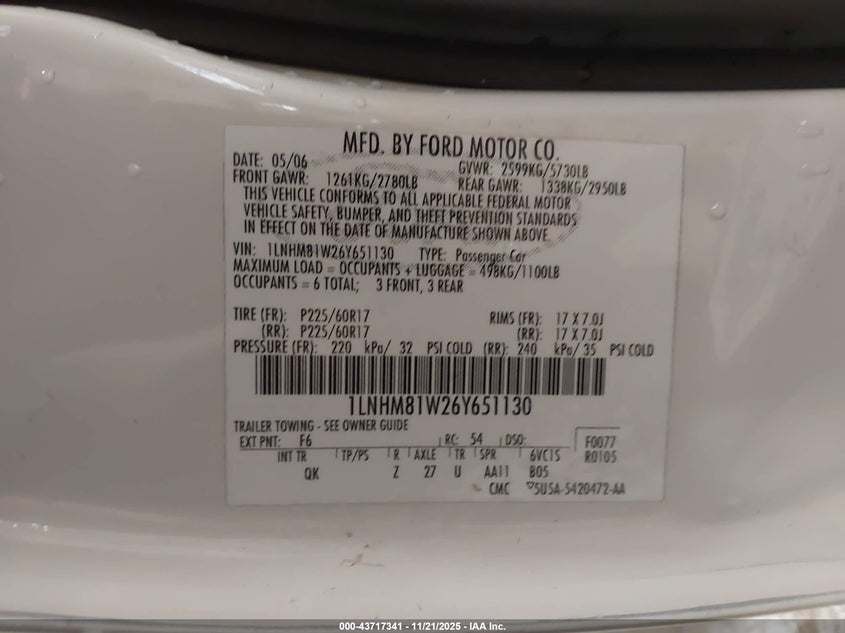 MFD. BY FORD MOTOR CO.
DATE: 05/06 GVWR: 2599KG/5730LB
FRONT GAWR: 1261KG/2780LB REAR GAWR: 1338KG/2950LB
THIS VEHICLE CONFORMS TO ALL APPLICABLE FEDERAL MOTOR
VEHICLE SAFETY, BUMPER, AND THEFT PREVENTION STANDARDS
IN EFFECT ON THE DATE OF MANUFACTURE SHOWN ABOVE.
VIN: 1LNHM81W26Y651130 TYPE: Passenger Car
MAXIMUM LOAD = OCCUPANTS + LUGGAGE = 498KG/1100LB
OCCUPANTS = 6 TOTAL; 3 FRONT, 3 REAR
TIRE (FR): P225/60R17 RIMS (FR): 17 X 7.0J
(RR): P225/60R17 (RR): 17 X 7.0J
PRESSURE (FR): 220 kPa/ 32 PSI COLD (RR): 240 kPa/ 35 PSI COLD
1LNHM81W26Y651130
TRAILER TOWING - SEE OWNER GUIDE
EXT PNT: F6 RC: 54 DSO: F0077
INT TR TP/PS R AXLE TR SPR 6VC1S R0105
QK Z 27 U AA11 B05
CMC ▽5U5A-5420472-AA
000-43717341 - 11/21/2025 - IAA Inc.